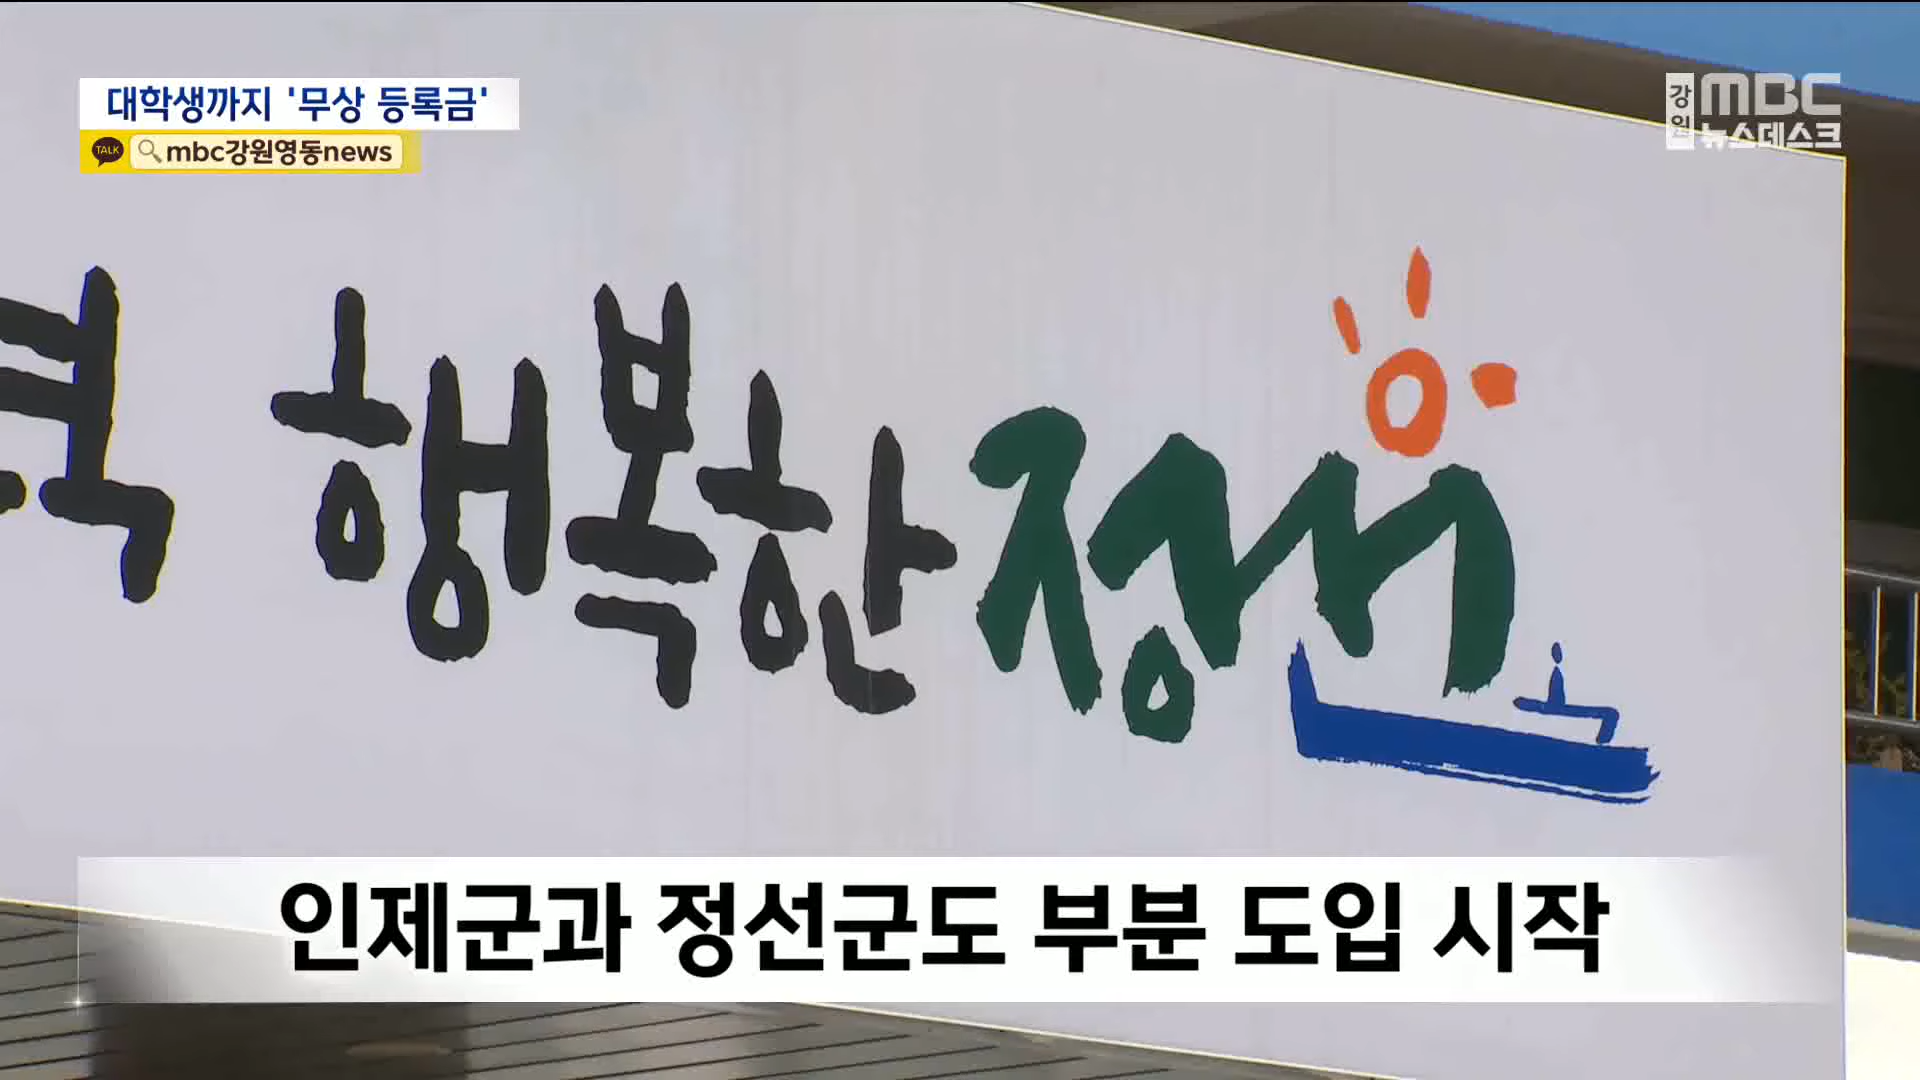 대학생까지 '무상 등록금'
TALK mbc강원영동news
강원 MBC
뉴스데스크
행복한 정선
인제군과 정선군도 부분 도입 시작